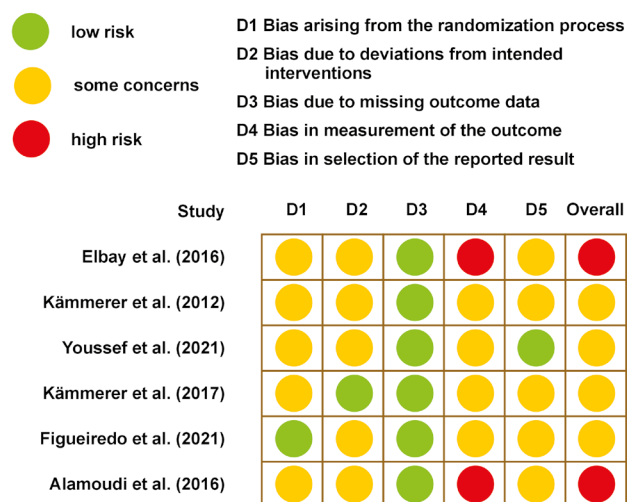 low risk
some concerns
high risk
D1 Bias arising from the randomization process
D2 Bias due to deviations from intended
interventions
D3 Bias due to missing outcome data
D4 Bias in measurement of the outcome
D5 Bias in selection of the reported result
Study D1 D2 D3 D4 D5 Overall
Elbay et al. (2016)
Kämmerer et al. (2012)
Youssef et al. (2021)
Kämmerer et al. (2017)
Figueiredo et al. (2021)
Alamoudi et al. (2016)